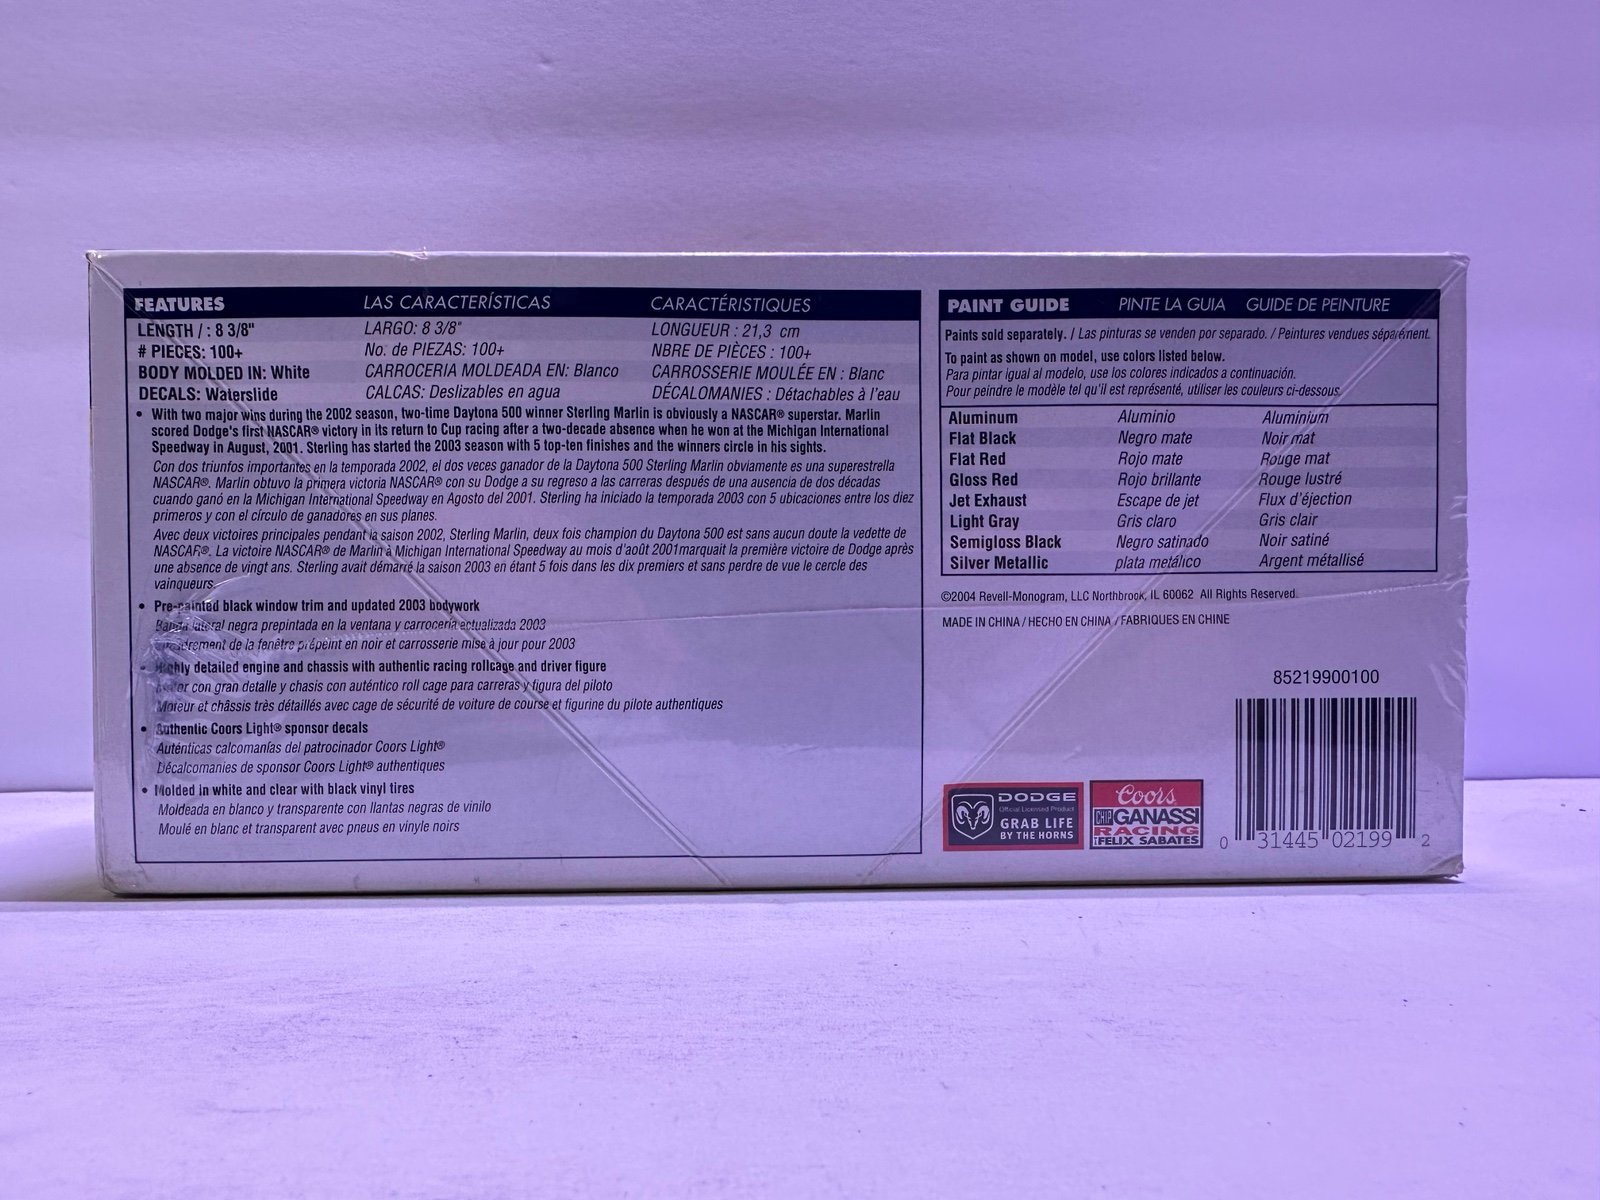 FEATURES LAS CARACTERÍSTICAS CARACTÉRISTIQUES
LENGTH / : 8 3/8" LARGO: 8 3/8" LONGUEUR : 21,3 cm
# PIECES: 100+ No. de PIEZAS: 100+ NBRE DE PIÈCES : 100+
BODY MOLDED IN: White CARROCERIA MOLDEADA EN: Blanco CARROSSERIE MOULÉE EN : Blanc
DECALS: Waterslide CALCAS: Deslizables en agua DÉCALOMANIES : Détachables à l'eau
• With two major wins during the 2002 season, two-time Daytona 500 winner Sterling Marlin is obviously a NASCAR® superstar. Marlin
scored Dodge's first NASCAR® victory in its return to Cup racing after a two-decade absence when he won at the Michigan International
Speedway in August, 2001. Sterling has started the 2003 season with 5 top-ten finishes and the winners circle in his sights.
Con dos triunfos importantes en la temporada 2002, el dos veces ganador de la Daytona 500 Sterling Marlin obviamente es una superestrella
NASCAR®. Marlin obtuvo la primera victoria NASCAR® con su Dodge a su regreso a las carreras después de una ausencia de dos décadas
cuando ganó en la Michigan International Speedway en Agosto del 2001. Sterling ha iniciado la temporada 2003 con 5 ubicaciones entre los diez
primeros y con el círculo de ganadores en sus planes.
Avec deux victoires principales pendant la saison 2002, Sterling Marlin, deux fois champion du Daytona 500 est sans aucun doute la vedette de
NASCAR®. La victoire NASCAR® de Marlin à Michigan International Speedway au mois d'août 2001marquait la première victoire de Dodge après
une absence de vingt ans. Sterling avait démarré la saison 2003 en étant 5 fois dans les dix premiers et sans perdre de vue le cercle des
vainqueurs.
• Pre-painted black window trim and updated 2003 bodywork
Banda lateral negra prepintada en la ventana y carrocería actualizada 2003
Encadrement de la fenêtre prépeint en noir et carrosserie mise à jour pour 2003
• Highly detailed engine and chassis with authentic racing rollcage and driver figure
Motor con gran detalle y chasis con auténtico roll cage para carreras y figura del piloto
Moteur et châssis très détaillés avec cage de sécurité de voiture de course et figurine du pilote authentiques
• Authentic Coors Light® sponsor decals
Auténticas calcomanías del patrocinador Coors Light®
Décalcomanies de sponsor Coors Light® authentiques
• Molded in white and clear with black vinyl tires
Moldeada en blanco y transparente con llantas negras de vinilo
Moulé en blanc et transparent avec pneus en vinyle noirs
PAINT GUIDE PINTE LA GUIA GUIDE DE PEINTURE
Paints sold separately. / Las pinturas se venden por separado. / Peintures vendues séparément.
To paint as shown on model, use colors listed below.
Para pintar igual al modelo, use los colores indicados a continuación.
Pour peindre le modèle tel qu'il est représenté, utiliser les couleurs ci-dessous.
Aluminum Aluminio Aluminium
Flat Black Negro mate Noir mat
Flat Red Rojo mate Rouge mat
Gloss Red Rojo brillante Rouge lustré
Jet Exhaust Escape de jet Flux d'éjection
Light Gray Gris claro Gris clair
Semigloss Black Negro satinado Noir satiné
Silver Metallic plata metálico Argent métallisé
©2004 Revell-Monogram, LLC Northbrook, IL 60062 All Rights Reserved.
MADE IN CHINA / HECHO EN CHINA / FABRIQUES EN CHINE
85219900100
DODGE
Official Licensed Product
GRAB LIFE
BY THE HORNS
Coors
CHIP GANASSI
RACING
FELIX SABATES
0 31445 02199 2